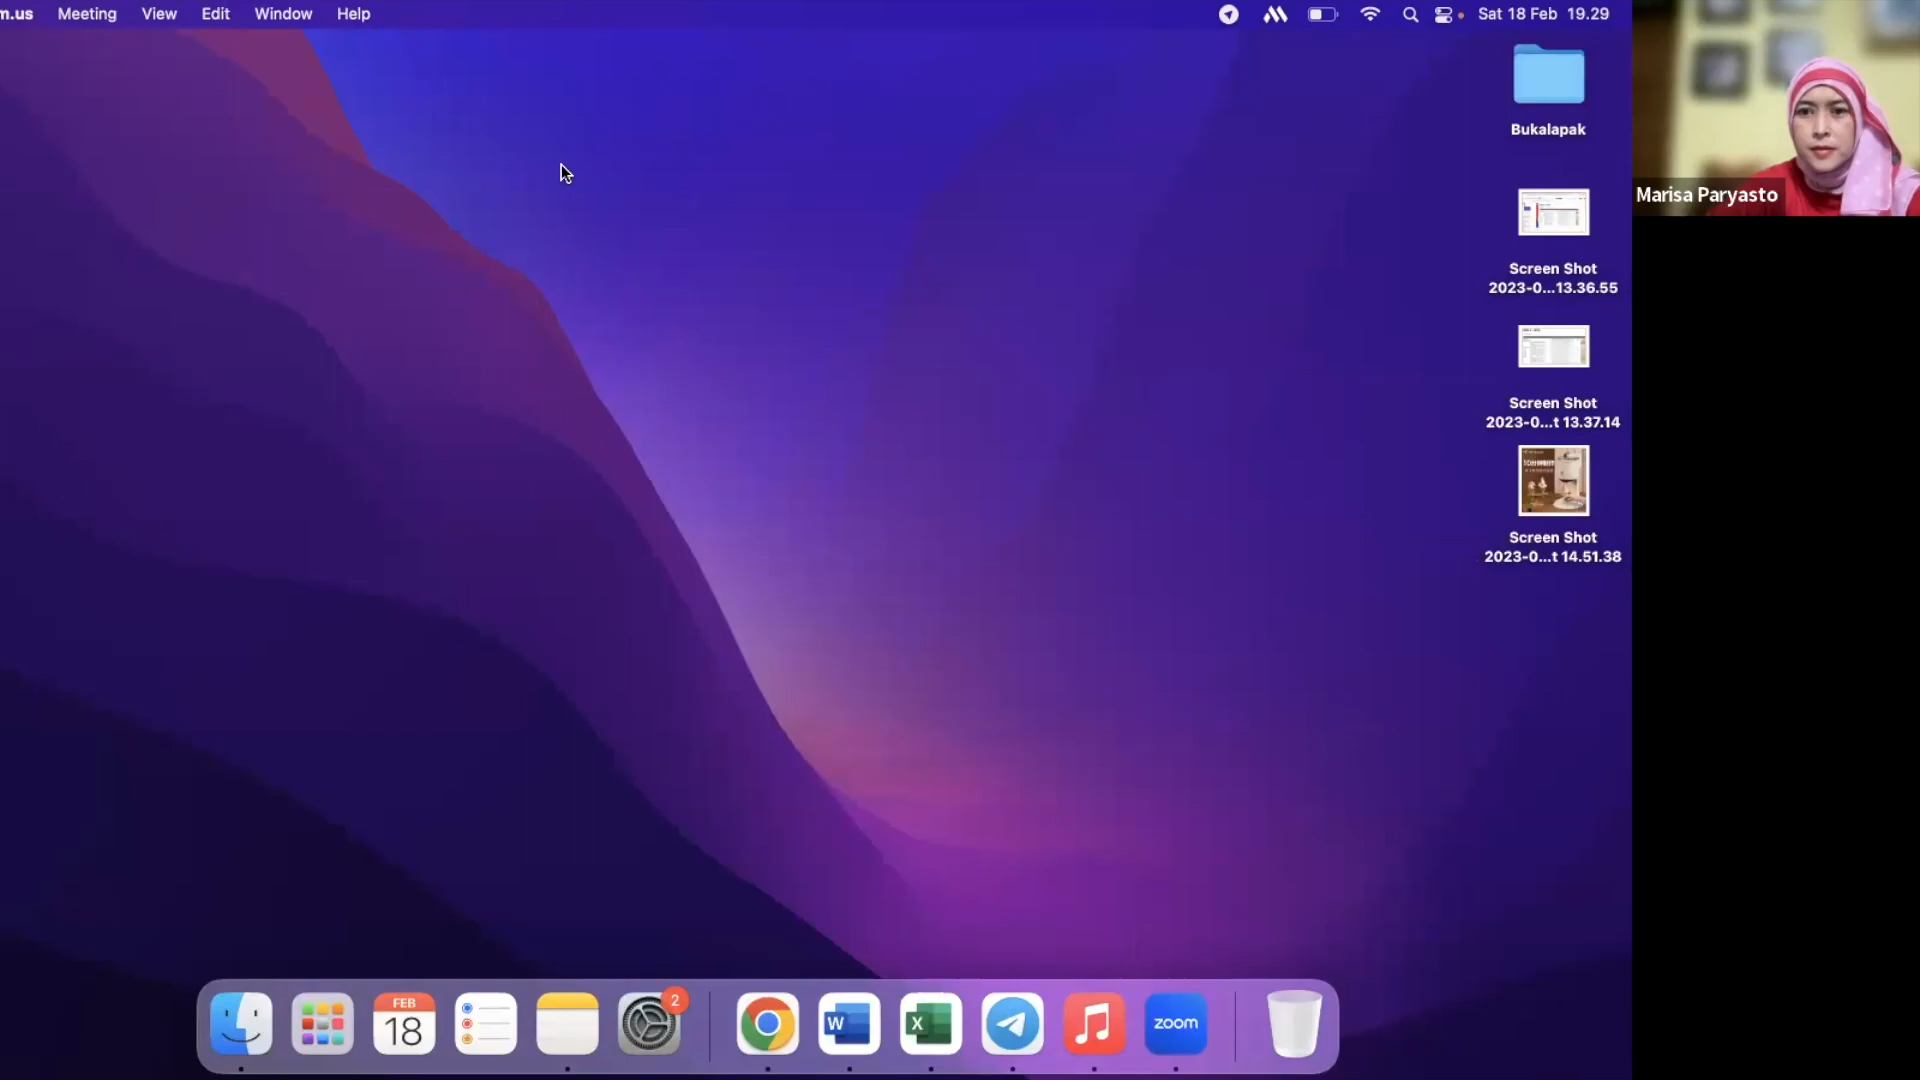 m.us Meeting View Edit Window Help Sat 18 Feb 19.29
Bukalapak
Marisa Paryasto
Screen Shot
2023-0...13.36.55
Screen Shot
2023-0...t 13.37.14
Screen Shot
2023-0...t 14.51.38
FEB
18
2
W
X
zoom